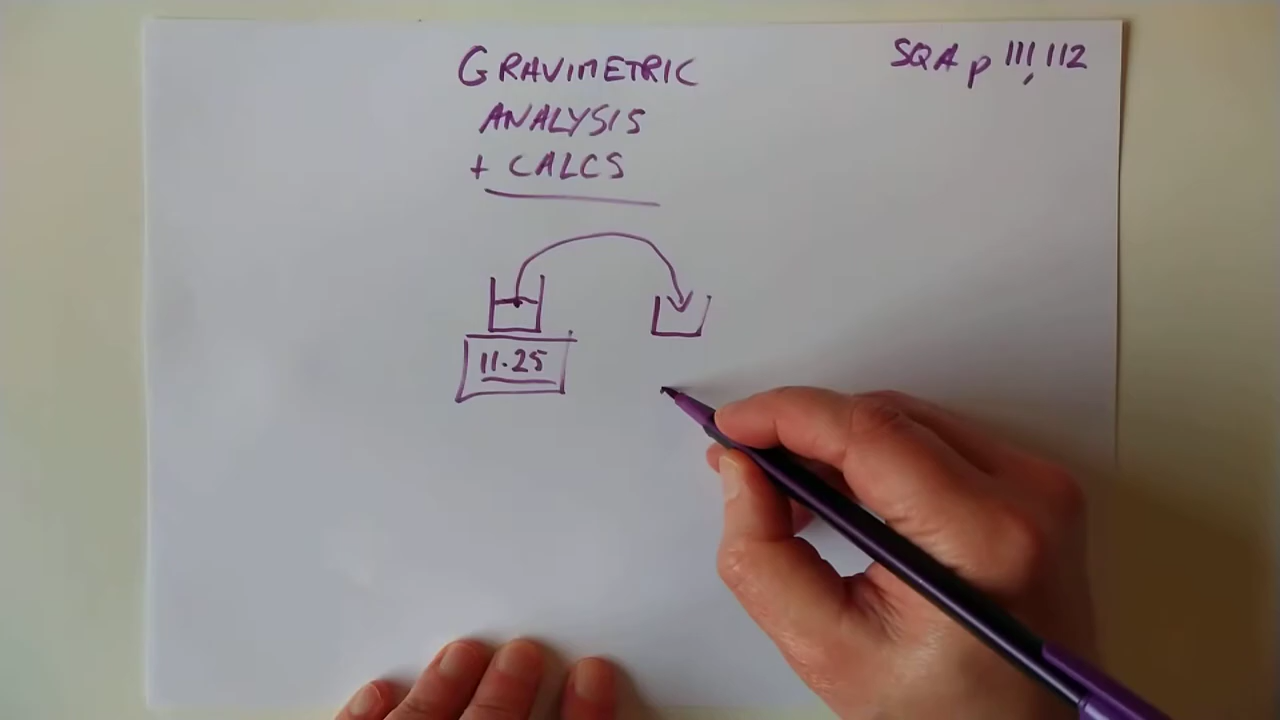 GRAVIMETRIC
ANALYSIS
+ CALCS
SQA p 111, 112
11.25